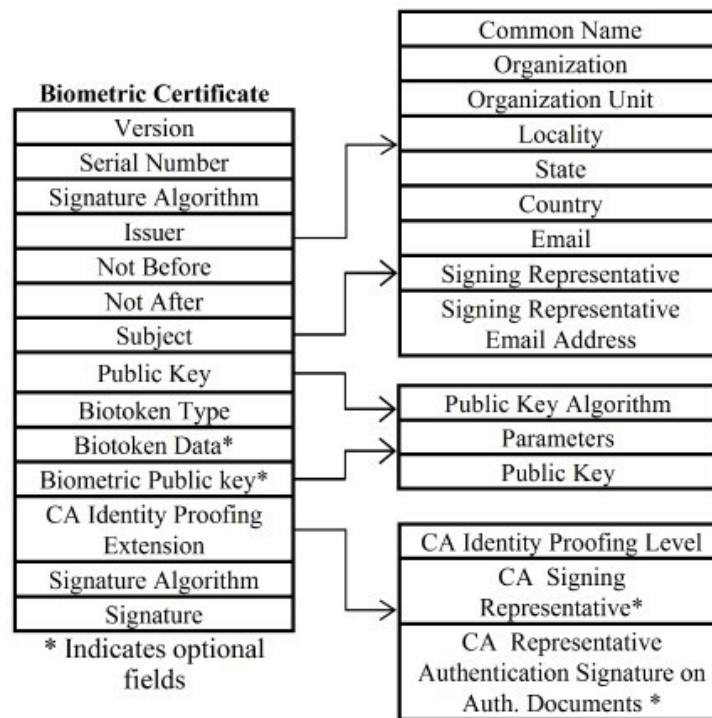 Biometric Certificate
Version
Serial Number
Signature Algorithm
Issuer
Not Before
Not After
Subject
Public Key
Biotoken Type
Biotoken Data*
Biometric Public key*
CA Identity Proofing
Extension
Signature Algorithm
Signature
* Indicates optional
fields
Common Name
Organization
Organization Unit
Locality
State
Country
Email
Signing Representative
Signing Representative
Email Address
Public Key Algorithm
Parameters
Public Key
CA Identity Proofing Level
CA Signing
Representative*
CA Representative
Authentication Signature on
Auth. Documents *